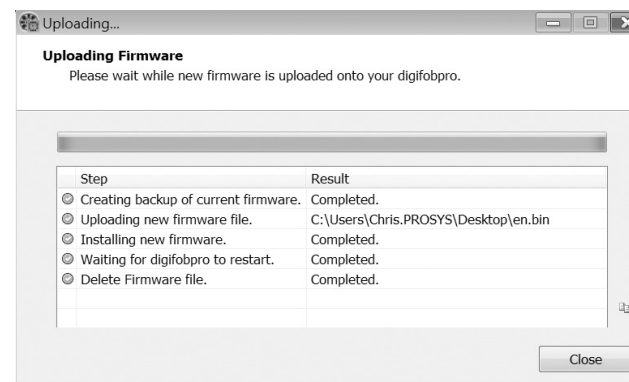 Uploading...
Uploading Firmware
Please wait while new firmware is uploaded onto your digifobpro.
Step Result
Creating backup of current firmware. Completed.
Uploading new firmware file. C:\Users\Chris.PROSYS\Desktop\en.bin
Installing new firmware. Completed.
Waiting for digifobpro to restart. Completed.
Delete Firmware file. Completed.
Close